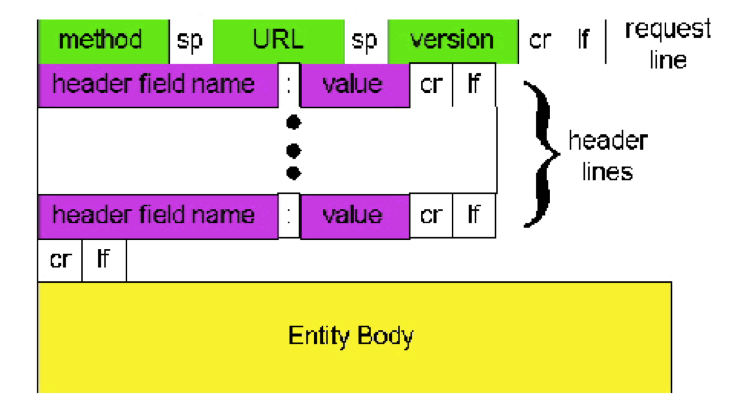 method sp URL sp version cr lf request line
header field name : value cr lf
header lines
header field name : value cr lf
cr lf
Entity Body